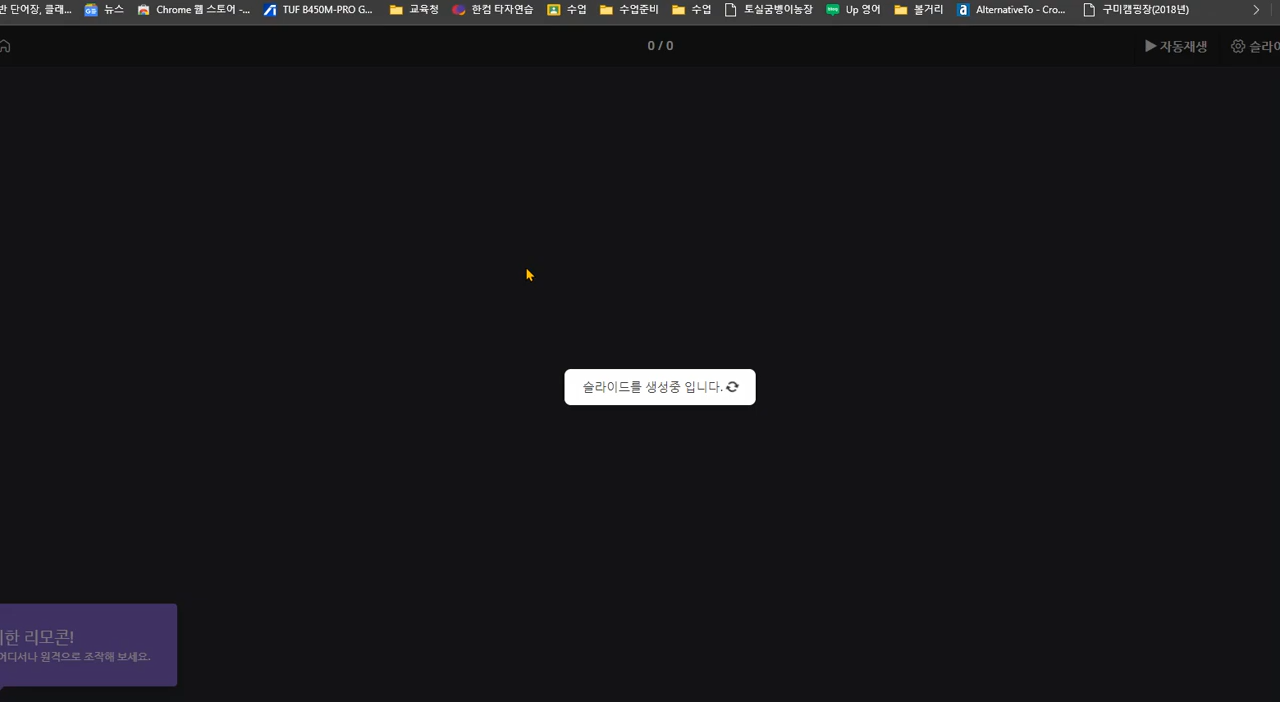 단어장, 클래... 뉴스 Chrome 웹 스토어 -... TUF B450M-PRO G... 교육청 한컴 타자연습 수업 수업준비 수업 토실굼벵이농장 Up 영어 볼거리 AlternativeTo - Cro... 구미캠핑장(2018년)
0 / 0 자동재생 슬라이
슬라이드를 생성중 입니다.
한 리모콘!
어디서나 원격으로 조작해 보세요.